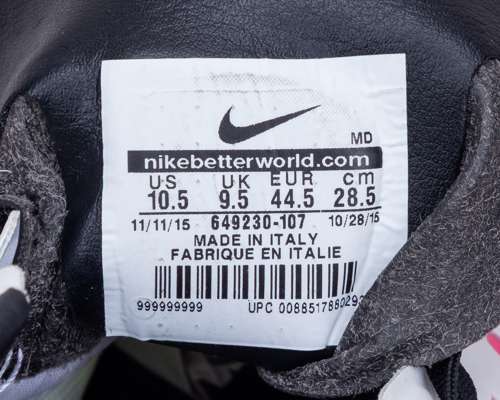 MD
nikebetterworld.com
US UK EUR cm
10.5 9.5 44.5 28.5
11/11/15 649230-107 10/28/15
MADE IN ITALY
FABRIQUE EN ITALIE
999999999 UPC